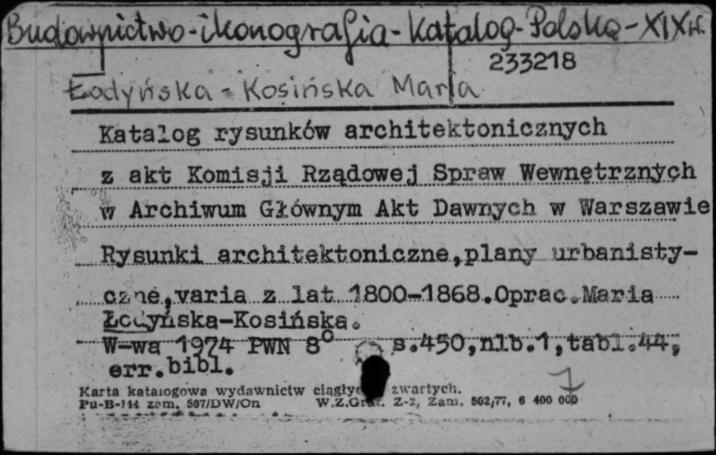 Budownictwo-ikonografia-katalog-Polska-XIXw.
233218
Łodyńska-Kosińska Maria
Katalog rysunków architektonicznych
z akt Komisji Rządowej Spraw Wewnętrznych
w Archiwum Głównym Akt Dawnych w Warszawie
Rysunki architektoniczne,plany urbanisty-
czne,varia z lat 1800-1868.Oprac.Maria
Łodyńska-Kosińska.
W-wa 1974 PWN 8° s.450,nlb.1,tabl.44,
err.bibl.
Karta katalogowa wydawnictw ciągłych zwartych.
Pu-B-114 zam. 567/DW/On W.Z.Graf. Z-2, Zam. 502/77, 6 400 000